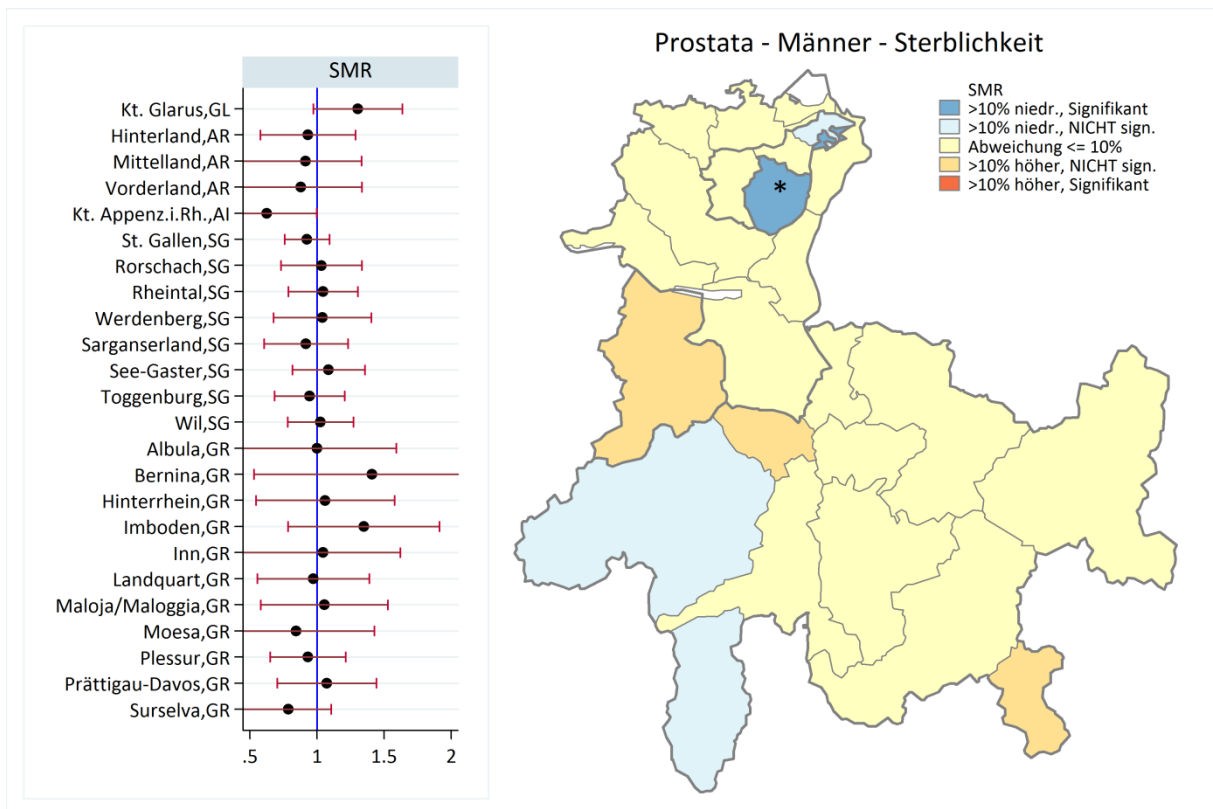 Prostata - Männer - Sterblichkeit
SMR
Kt. Glarus,GL
Hinterland,AR
Mittelland,AR
Vorderland,AR
Kt. Appenz.i.Rh.,AI
St. Gallen,SG
Rorschach,SG
Rheintal,SG
Werdenberg,SG
Sarganserland,SG
See-Gaster,SG
Toggenburg,SG
Wil,SG
Albula,GR
Bernina,GR
Hinterrhein,GR
Imboden,GR
Inn,GR
Landquart,GR
Maloja/Maloggia,GR
Moesa,GR
Plessur,GR
Prättigau-Davos,GR
Surselva,GR
.5 1 1.5 2
SMR
>10% niedr., Signifikant
>10% niedr., NICHT sign.
Abweichung <= 10%
>10% höher, NICHT sign.
>10% höher, Signifikant
*